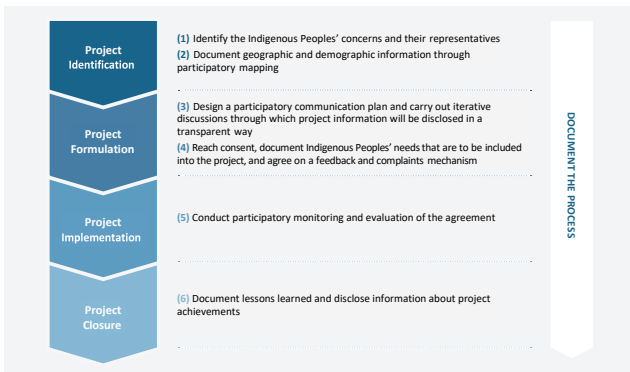 Project
Identification
(1) Identify the Indigenous Peoples’ concerns and their representatives
(2) Document geographic and demographic information through
participatory mapping
Project
Formulation
(3) Design a participatory communication plan and carry out iterative
discussions through which project information will be disclosed in a
transparent way
(4) Reach consent, document Indigenous Peoples’ needs that are to be included
into the project, and agree on a feedback and complaints mechanism
Project
Implementation
(5) Conduct participatory monitoring and evaluation of the agreement
Project
Closure
(6) Document lessons learned and disclose information about project
achievements
DOCUMENT THE PROCESS